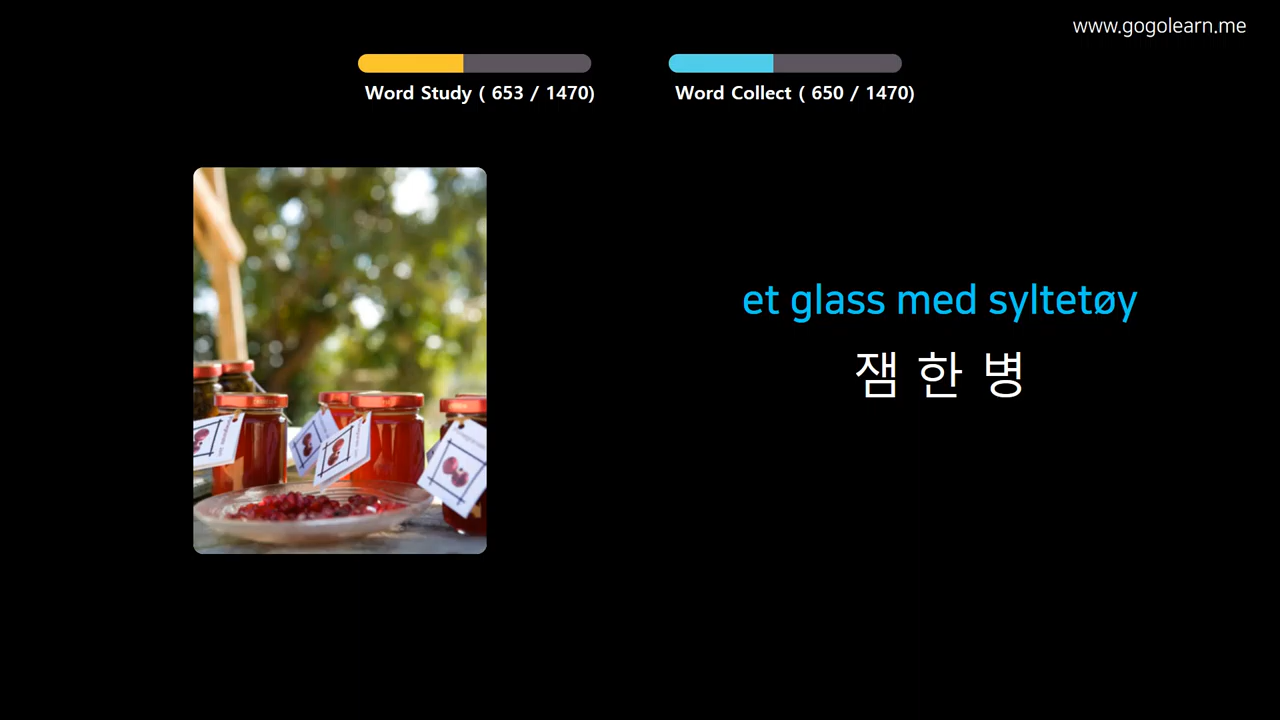 www.gogolearn.me
Word Study ( 653 / 1470)
Word Collect ( 650 / 1470)
et glass med syltetøy
잼 한 병